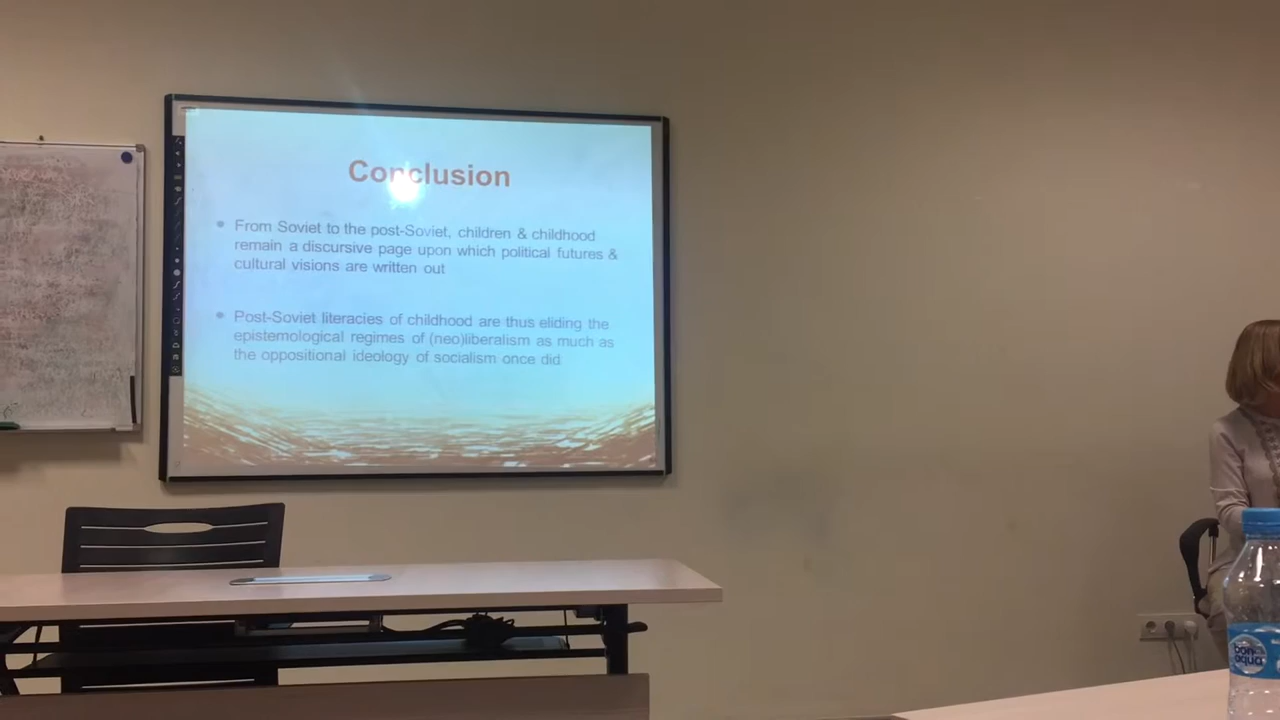 Conclusion
From Soviet to the post-Soviet, children & childhood
remain a discursive page upon which political futures &
cultural visions are written out
Post-Soviet literacies of childhood are thus eliding the
epistemological regimes of (neo)liberalism as much as
the oppositional ideology of socialism once did
bon
aqua